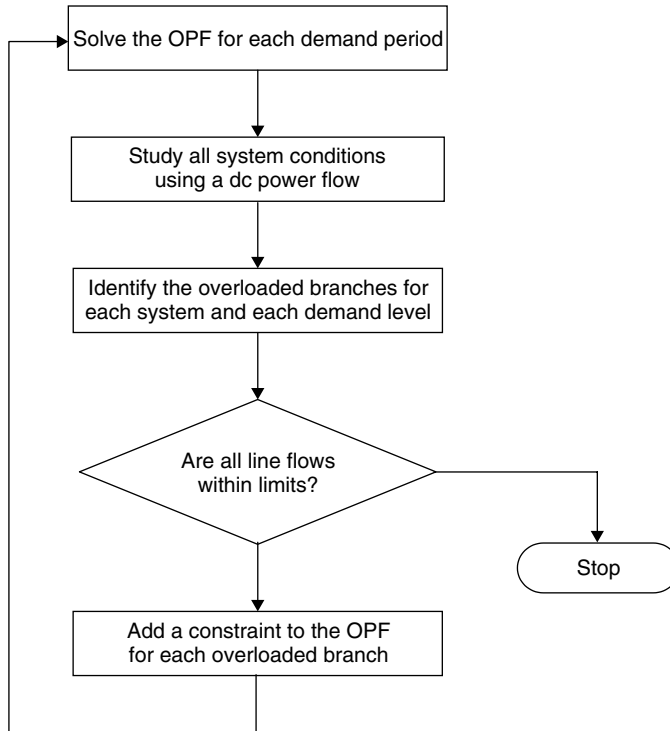 Solve the OPF for each demand period
Study all system conditions
using a dc power flow
Identify the overloaded branches for
each system and each demand level
Are all line flows
within limits?
Stop
Add a constraint to the OPF
for each overloaded branch